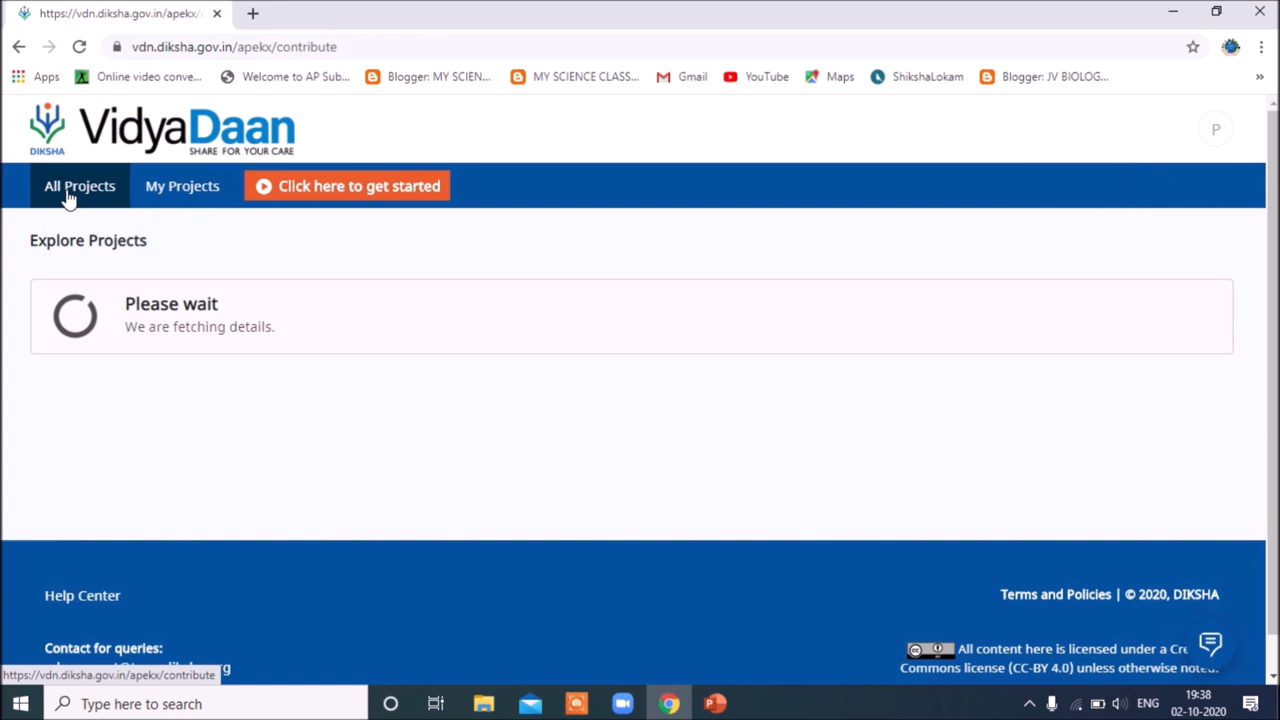 https://vdn.diksha.gov.in/apekx/
vdn.diksha.gov.in/apekx/contribute
Apps Online video conve... Welcome to AP Sub... Blogger: MY SCIEN... MY SCIENCE CLASS... Gmail YouTube Maps ShikshaLokam Blogger: JV BIOLOG... »
DIKSHA VidyaDaan
SHARE FOR YOUR CARE
P
All Projects My Projects Click here to get started
Explore Projects
Please wait
We are fetching details.
Help Center
Terms and Policies | © 2020, DIKSHA
Contact for queries:
All content here is licensed under a Cre
Commons license (CC-BY 4.0) unless otherwise noted.
https://vdn.diksha.gov.in/apekx/contribute
Type here to search
ENG
19:38
02-10-2020